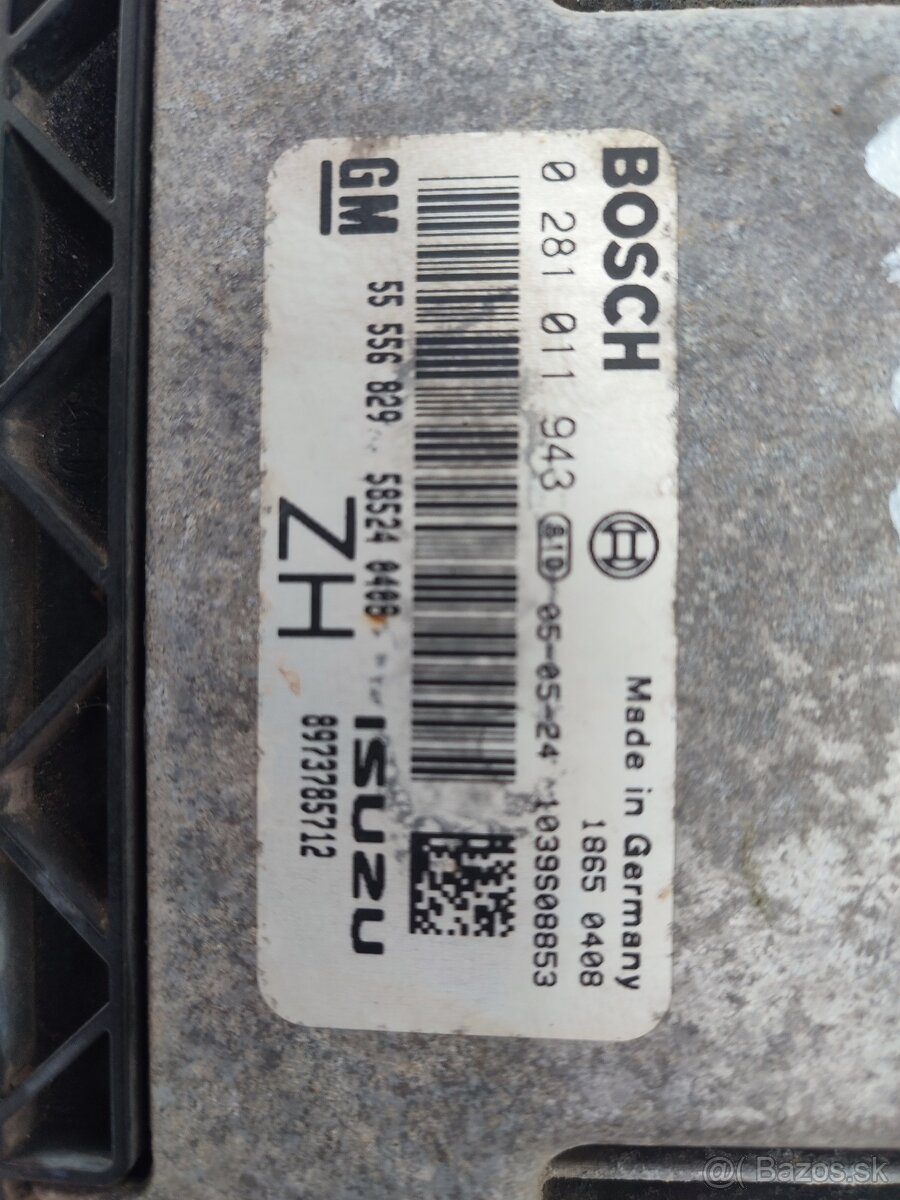 BOSCH
Made in Germany
1865 0408
0 281 011 943 S1D 05-05-24 1039S08853
GM 55 556 829 58524 0408 ISUZU
ZH 8973785712
@( Bazos.sk